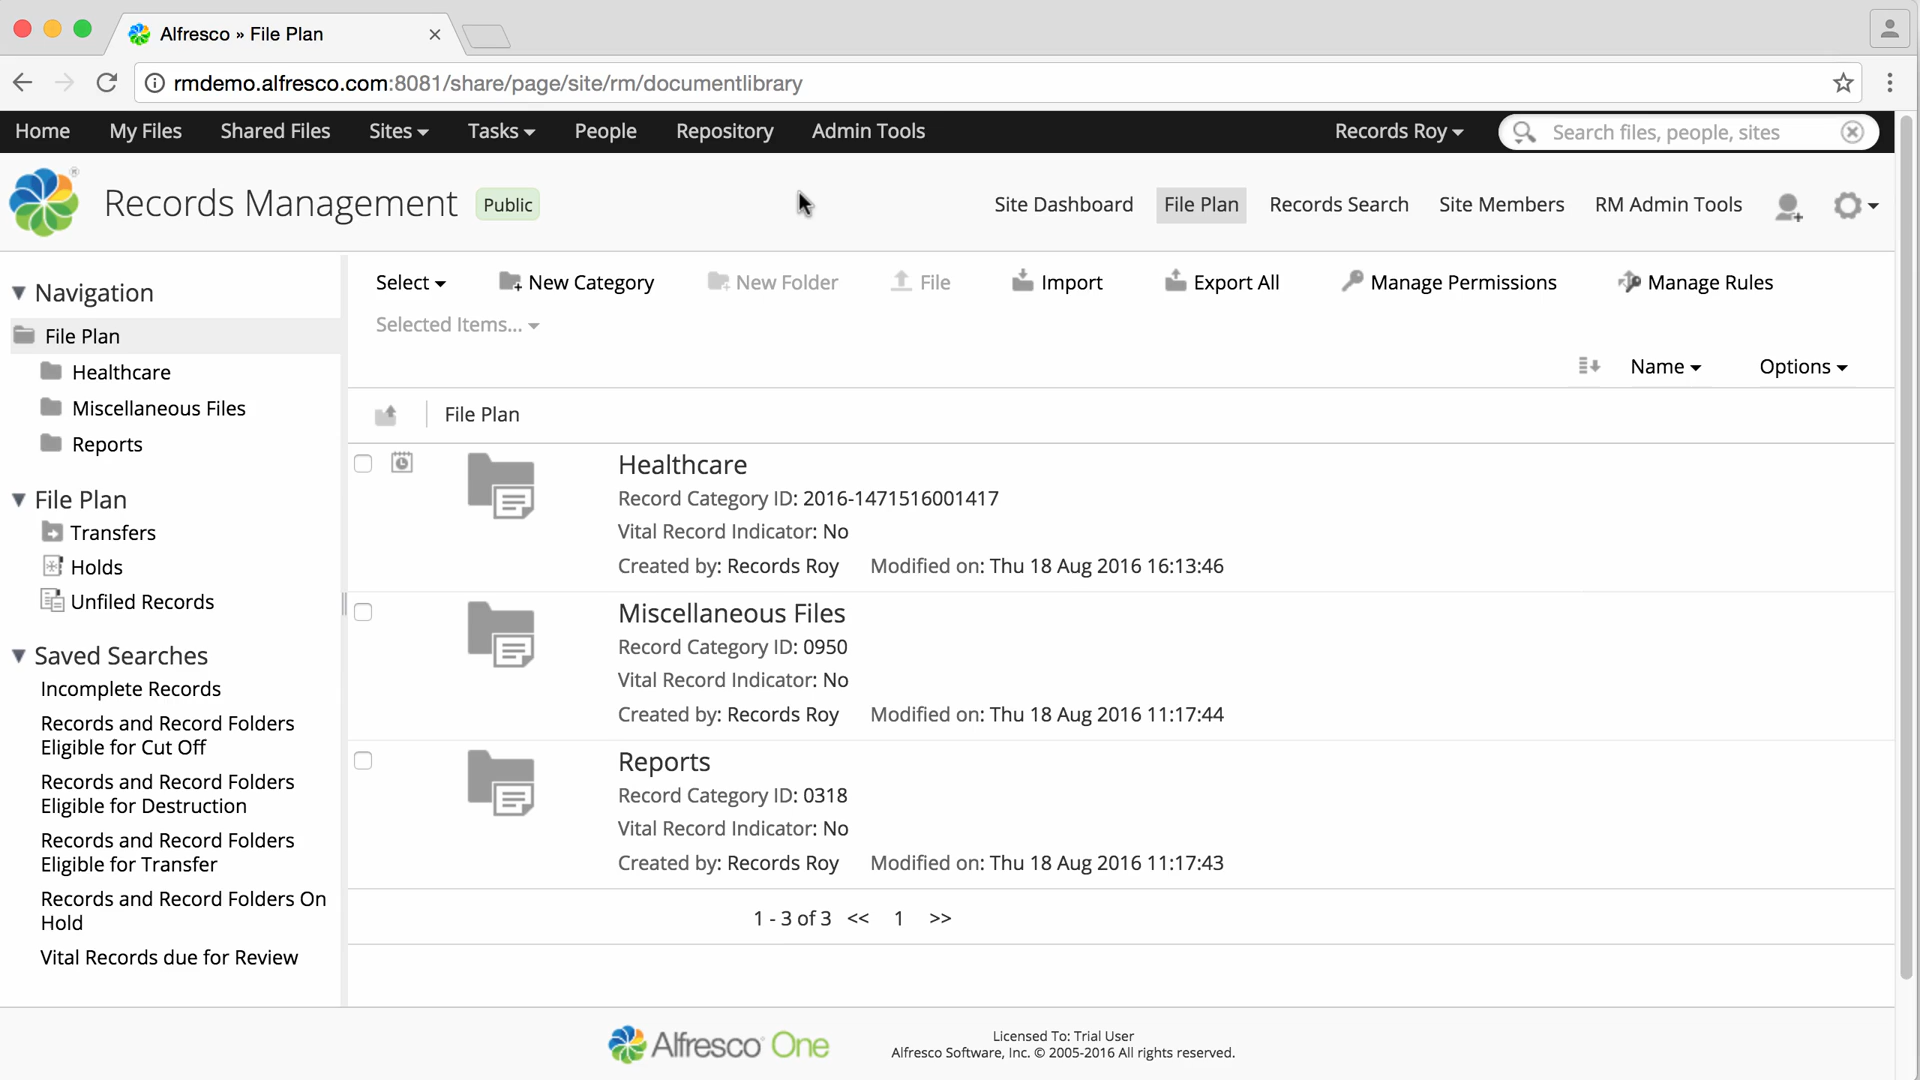 Alfresco » File Plan
rmdemo.alfresco.com:8081/share/page/site/rm/documentlibrary
Home My Files Shared Files Sites Tasks People Repository Admin Tools Records Roy Search files, people, sites
Records Management Public Site Dashboard File Plan Records Search Site Members RM Admin Tools
Select New Category New Folder File Import Export All Manage Permissions Manage Rules
Selected Items...
Name Options
File Plan
Navigation
File Plan
Healthcare
Miscellaneous Files
Reports
File Plan
Transfers
Holds
Unfiled Records
Saved Searches
Incomplete Records
Records and Record Folders
Eligible for Cut Off
Records and Record Folders
Eligible for Destruction
Records and Record Folders
Eligible for Transfer
Records and Record Folders On
Hold
Vital Records due for Review
Healthcare
Record Category ID: 2016-1471516001417
Vital Record Indicator: No
Created by: Records Roy Modified on: Thu 18 Aug 2016 16:13:46
Miscellaneous Files
Record Category ID: 0950
Vital Record Indicator: No
Created by: Records Roy Modified on: Thu 18 Aug 2016 11:17:44
Reports
Record Category ID: 0318
Vital Record Indicator: No
Created by: Records Roy Modified on: Thu 18 Aug 2016 11:17:43
1 - 3 of 3 << 1 >>
Alfresco One
Licensed To: Trial User
Alfresco Software, Inc. © 2005-2016 All rights reserved.